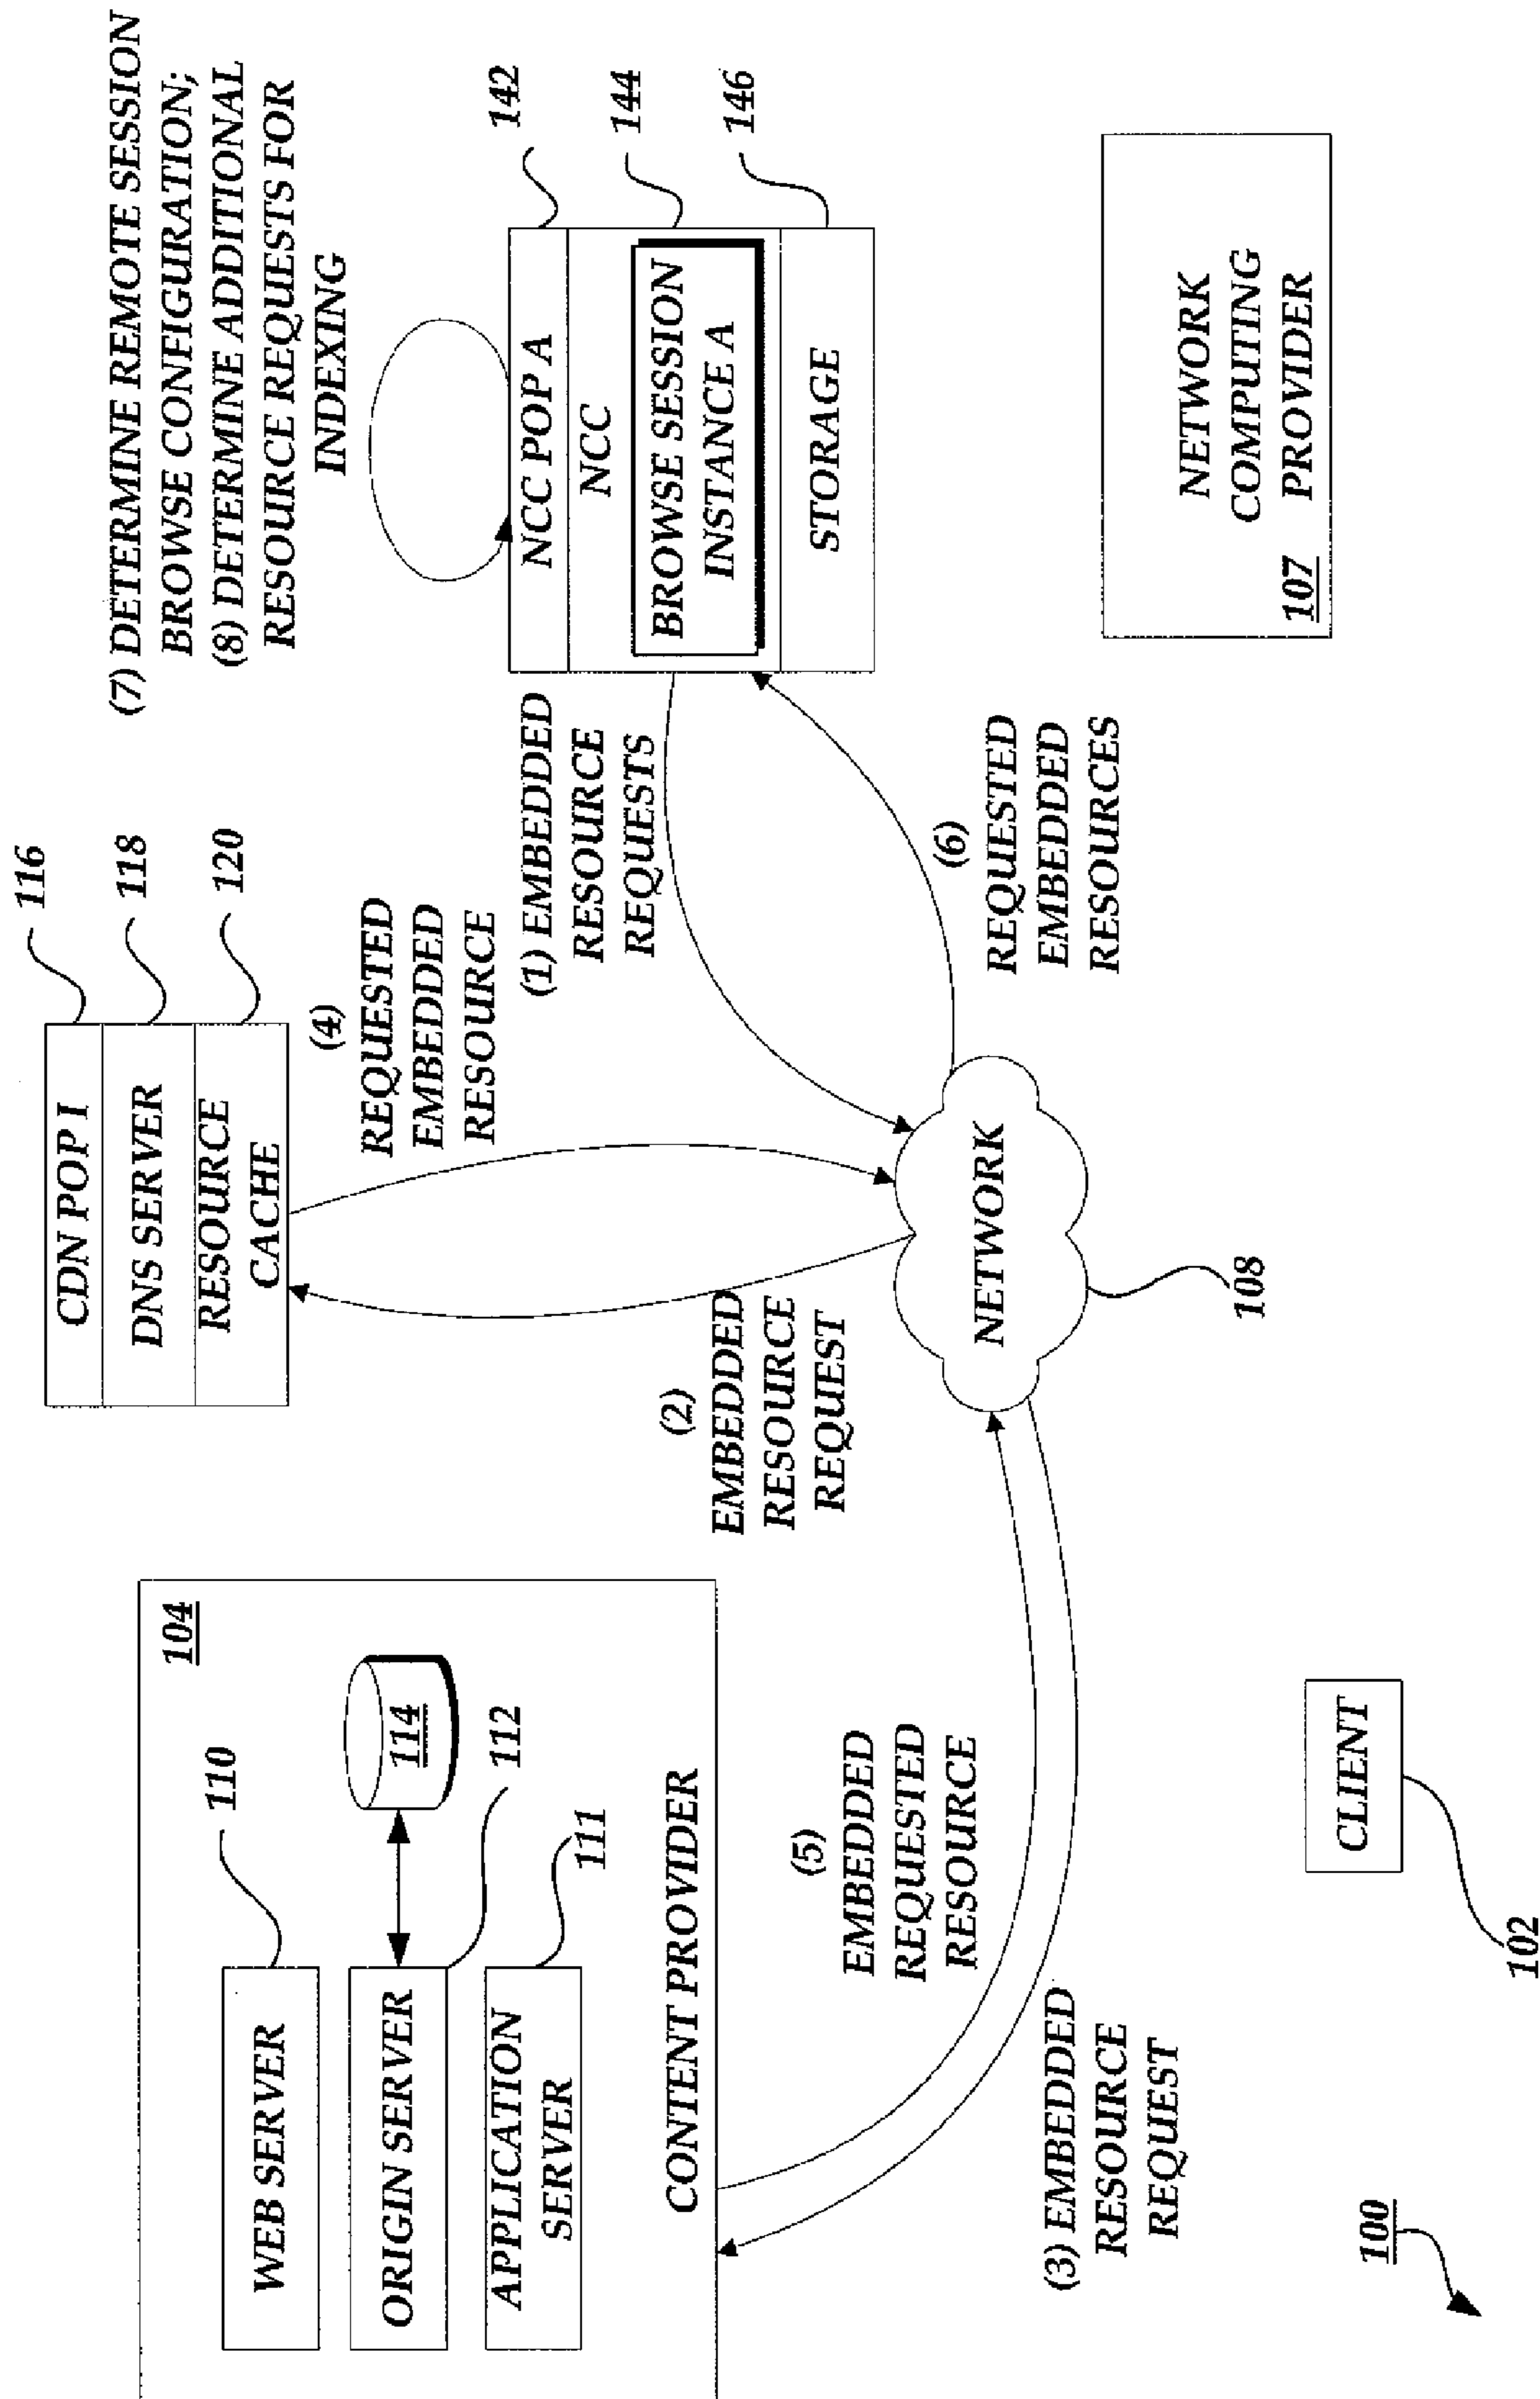 104
110
WEB SERVER
114
ORIGIN SERVER
112
APPLICATION
SERVER
111
CONTENT PROVIDER
CDN POP I
DNS SERVER
RESOURCE
CACHE
116
118
120
(7) DETERMINE REMOTE SESSION
BROWSE CONFIGURATION;
(8) DETERMINE ADDITIONAL
RESOURCE REQUESTS FOR
INDEXING
(4)
REQUESTED
EMBEDDED
RESOURCE
(1) EMBEDDED
RESOURCE
REQUESTS
NCC POP A
NCC
BROWSE SESSION
INSTANCE A
STORAGE
142
144
146
(2)
EMBEDDED
RESOURCE
REQUEST
(5)
EMBEDDED
REQUESTED
RESOURCE
(6)
REQUESTED
EMBEDDED
RESOURCES
NETWORK
108
(3) EMBEDDED
RESOURCE
REQUEST
NETWORK
COMPUTING
PROVIDER
107
CLIENT
102
100